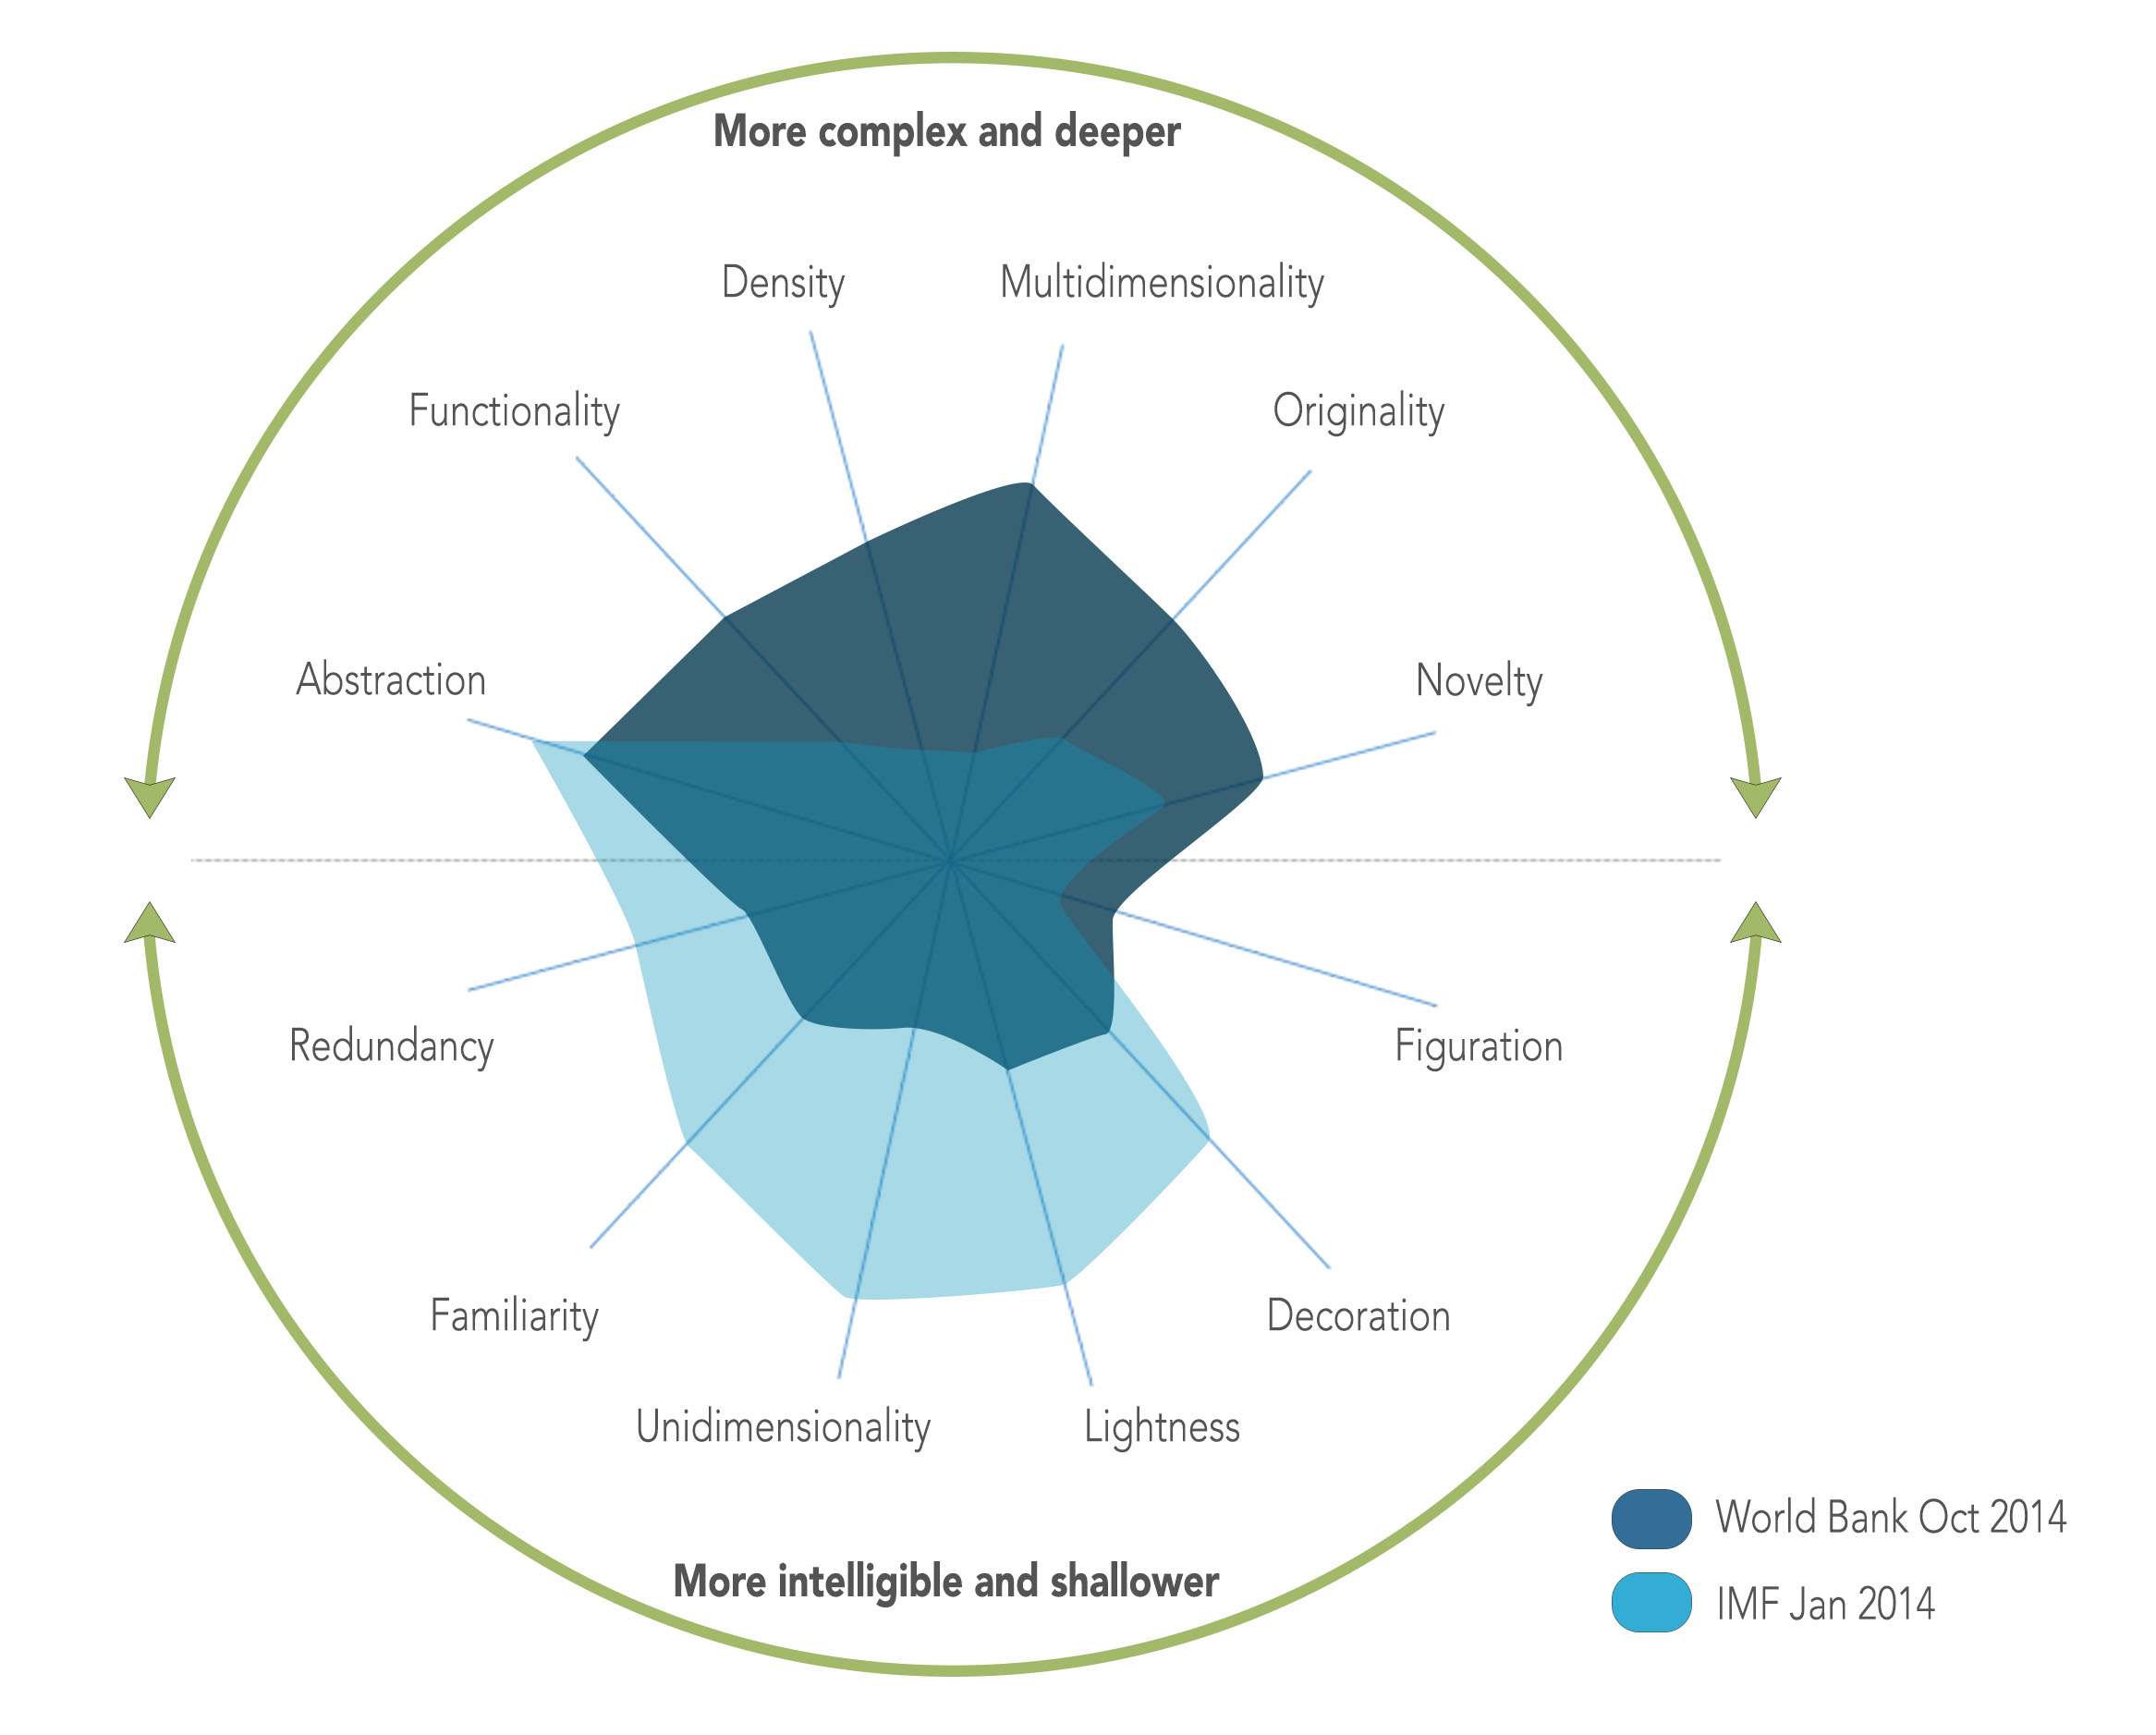 More complex and deeper
Density
Multidimensionality
Functionality
Originality
Abstraction
Novelty
Redundancy
Figuration
Familiarity
Decoration
Unidimensionality
Lightness
World Bank Oct 2014
More intelligible and shallower
IMF Jan 2014